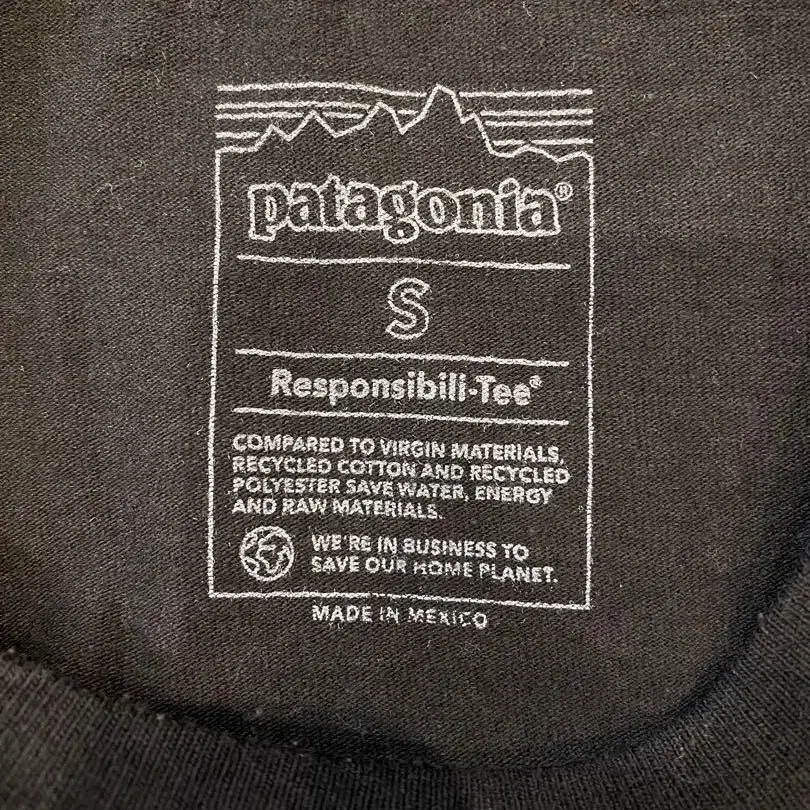 patagonia®
S
Responsibili-Tee®
COMPARED TO VIRGIN MATERIALS,
RECYCLED COTTON AND RECYCLED
POLYESTER SAVE WATER, ENERGY
AND RAW MATERIALS.
WE'RE IN BUSINESS TO
SAVE OUR HOME PLANET.
MADE IN MEXICO